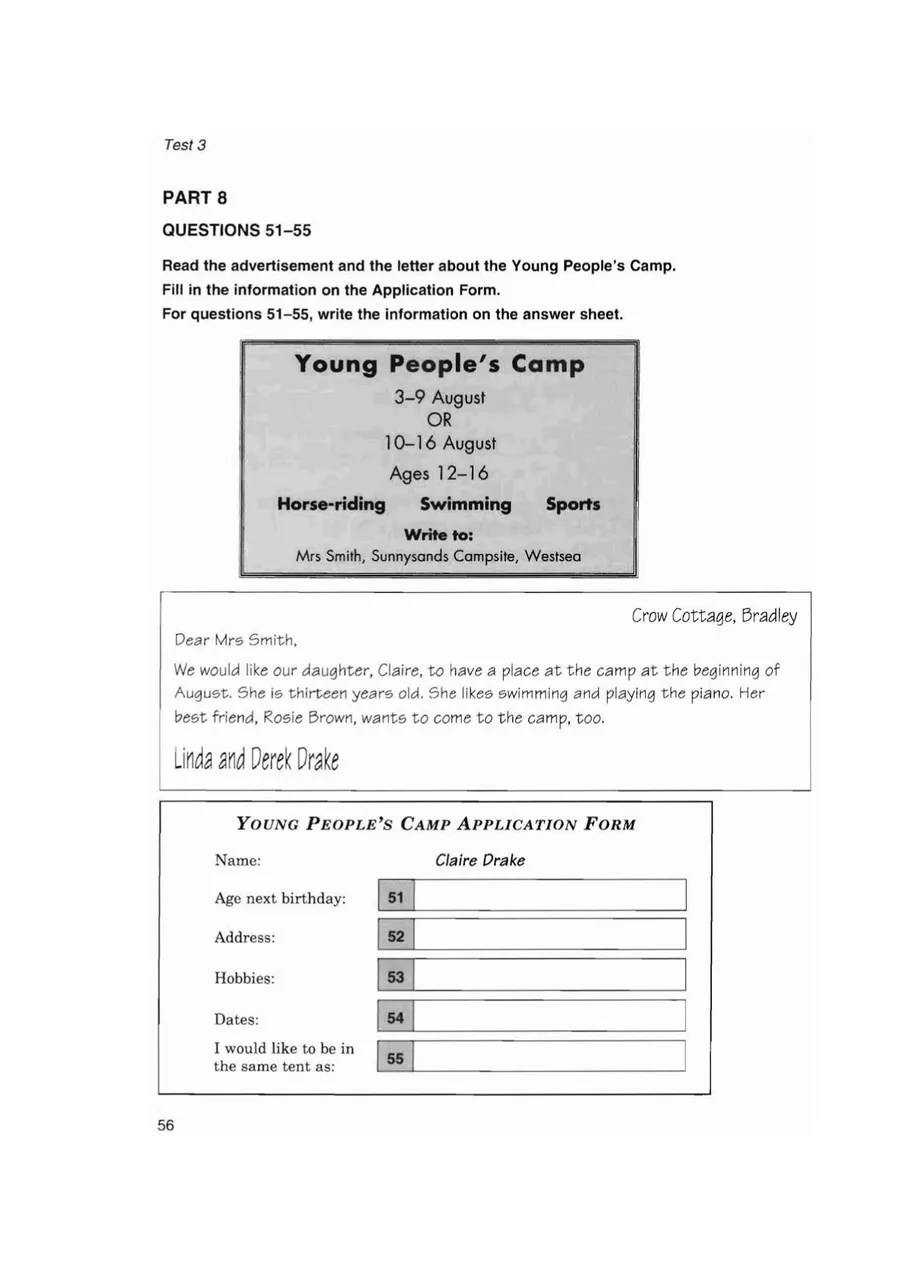 Test 3
PART 8
QUESTIONS 51–55
Read the advertisement and the letter about the Young People's Camp.
Fill in the information on the Application Form.
For questions 51–55, write the information on the answer sheet.
Young People's Camp
3–9 August
OR
10–16 August
Ages 12–16
Horse-riding Swimming Sports
Write to:
Mrs Smith, Sunnysands Campsite, Westsea
Crow Cottage, Bradley
Dear Mrs Smith,
We would like our daughter, Claire, to have a place at the camp at the beginning of
August. She is thirteen years old. She likes swimming and playing the piano. Her
best friend, Rosie Brown, wants to come to the camp, too.
Linda and Derek Drake
YOUNG PEOPLE'S CAMP APPLICATION FORM
Name: Claire Drake
Age next birthday: 51
Address: 52
Hobbies: 53
Dates: 54
I would like to be in
the same tent as: 55
56